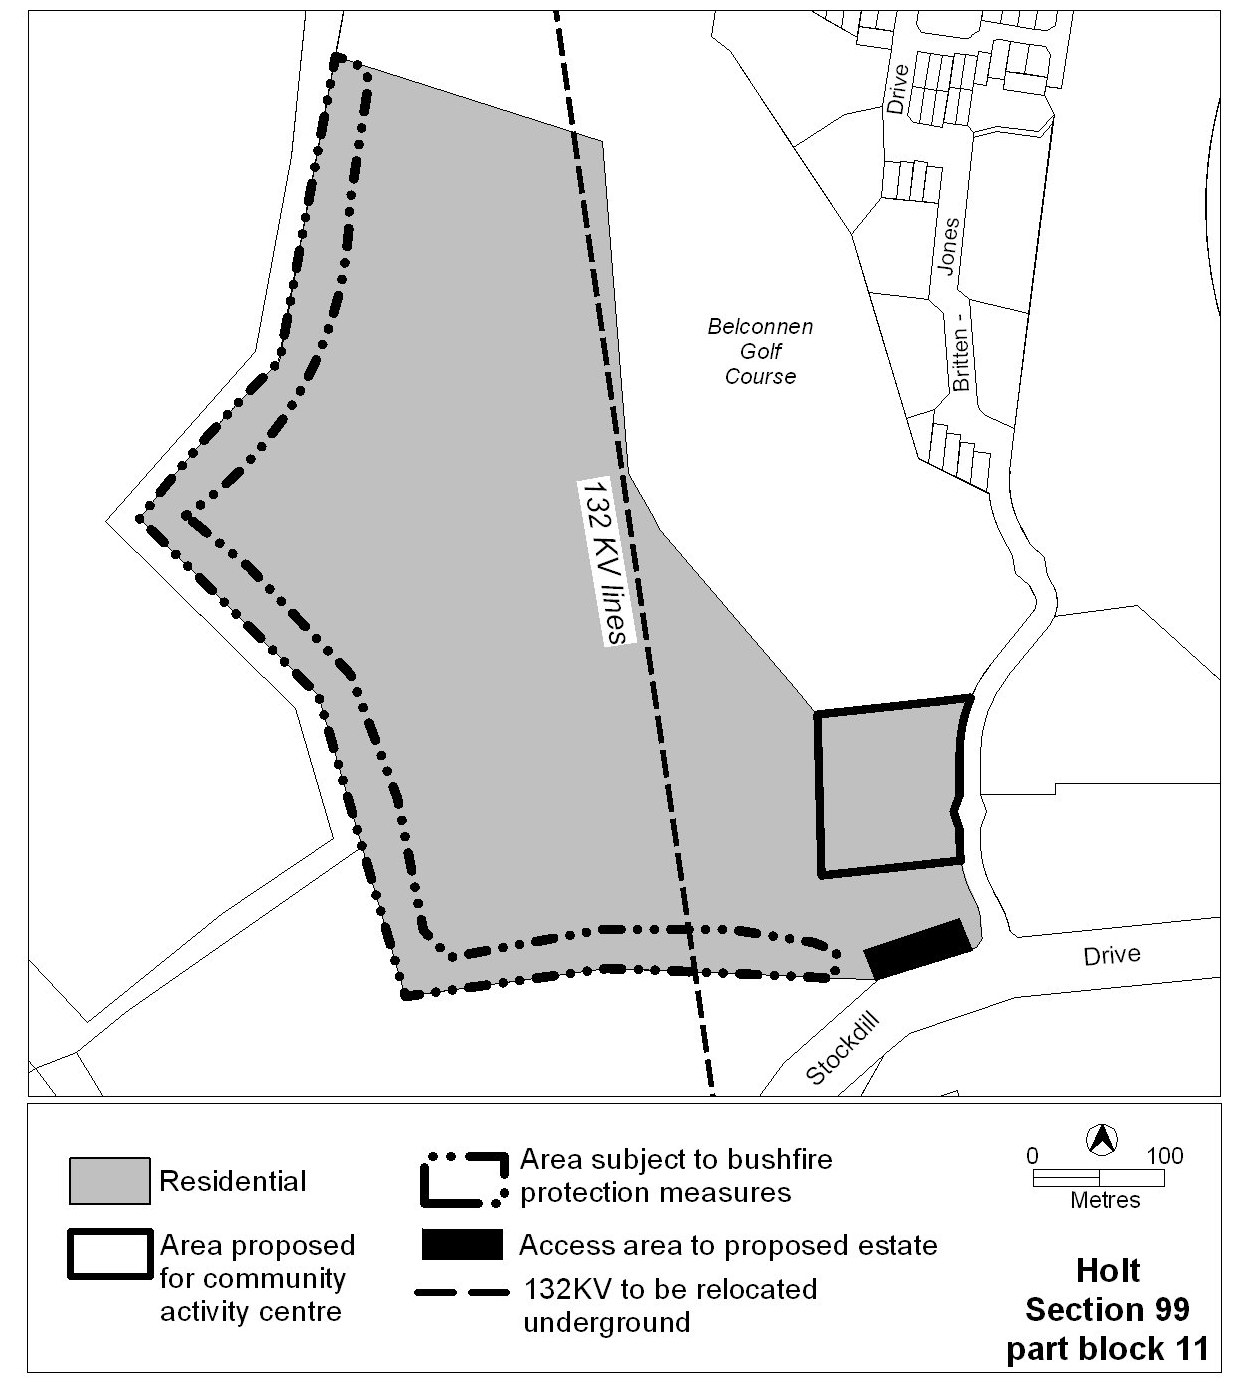 Drive
Jones
Britten -
Belconnen
Golf
Course
132 KV lines
Drive
Stockdill
Residential
Area proposed
for community
activity centre
Area subject to bushfire
protection measures
Access area to proposed estate
132KV to be relocated
underground
0 100
Metres
Holt
Section 99
part block 11